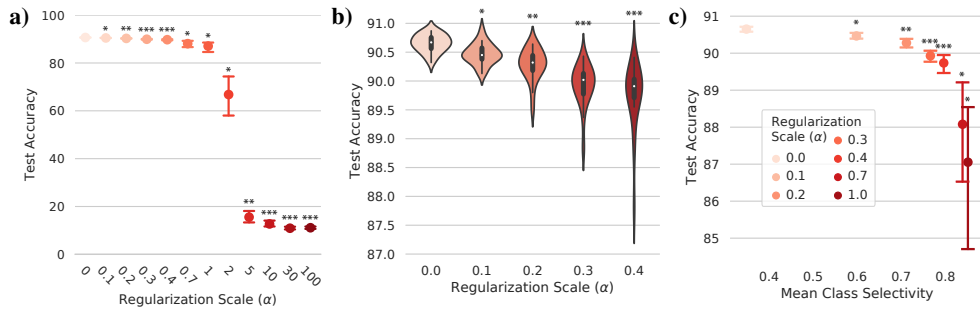 a)
Test Accuracy
100
80
60
40
20
0
* ** *** *** * * * ** *** *** ***
0 0.1 0.2 0.3 0.4 0.7 1 2 5 10 30 100
Regularization Scale (α)
b)
Test Accuracy
91.0
90.5
90.0
89.5
89.0
88.5
88.0
87.5
87.0
* ** *** ***
0.0 0.1 0.2 0.3 0.4
Regularization Scale (α)
c)
Test Accuracy
91
90
89
88
87
86
85
* ** *** *** * *
Regularization
Scale (α)
0.0
0.1
0.2
0.3
0.4
0.7
1.0
0.4 0.5 0.6 0.7 0.8
Mean Class Selectivity